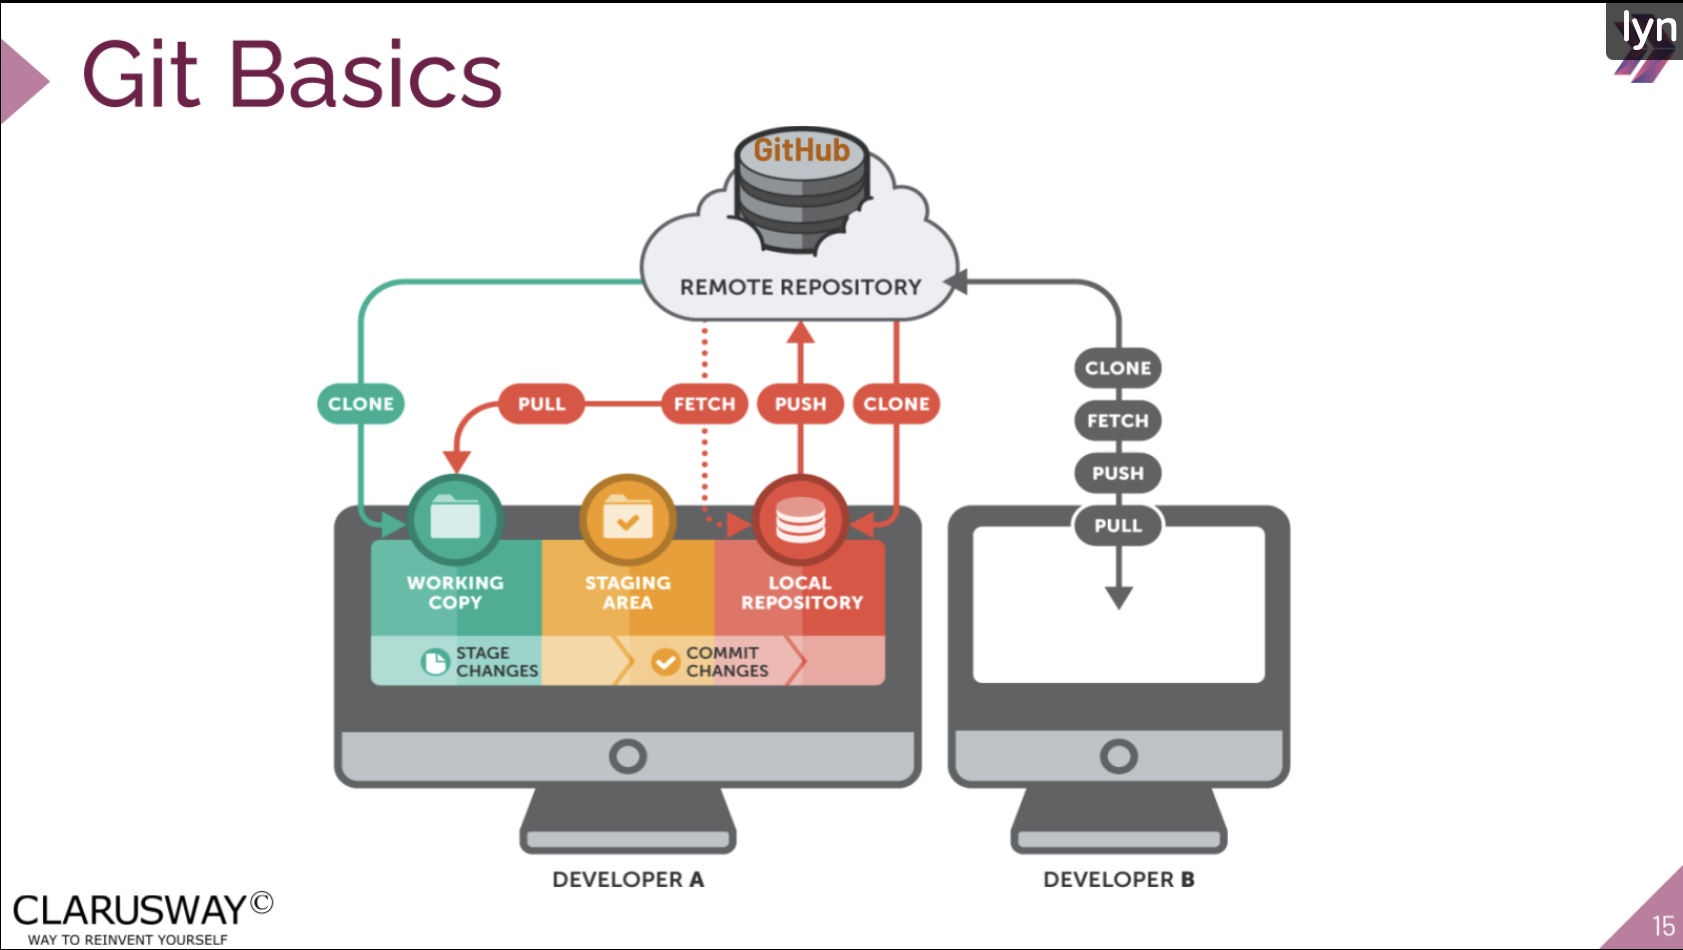 lyn
Git Basics
GitHub
REMOTE REPOSITORY
CLONE
PULL
FETCH
PUSH
CLONE
CLONE
FETCH
PUSH
PULL
WORKING
COPY
STAGING
AREA
LOCAL
REPOSITORY
STAGE
CHANGES
COMMIT
CHANGES
DEVELOPER A
DEVELOPER B
CLARUSWAY©
WAY TO REINVENT YOURSELF
15